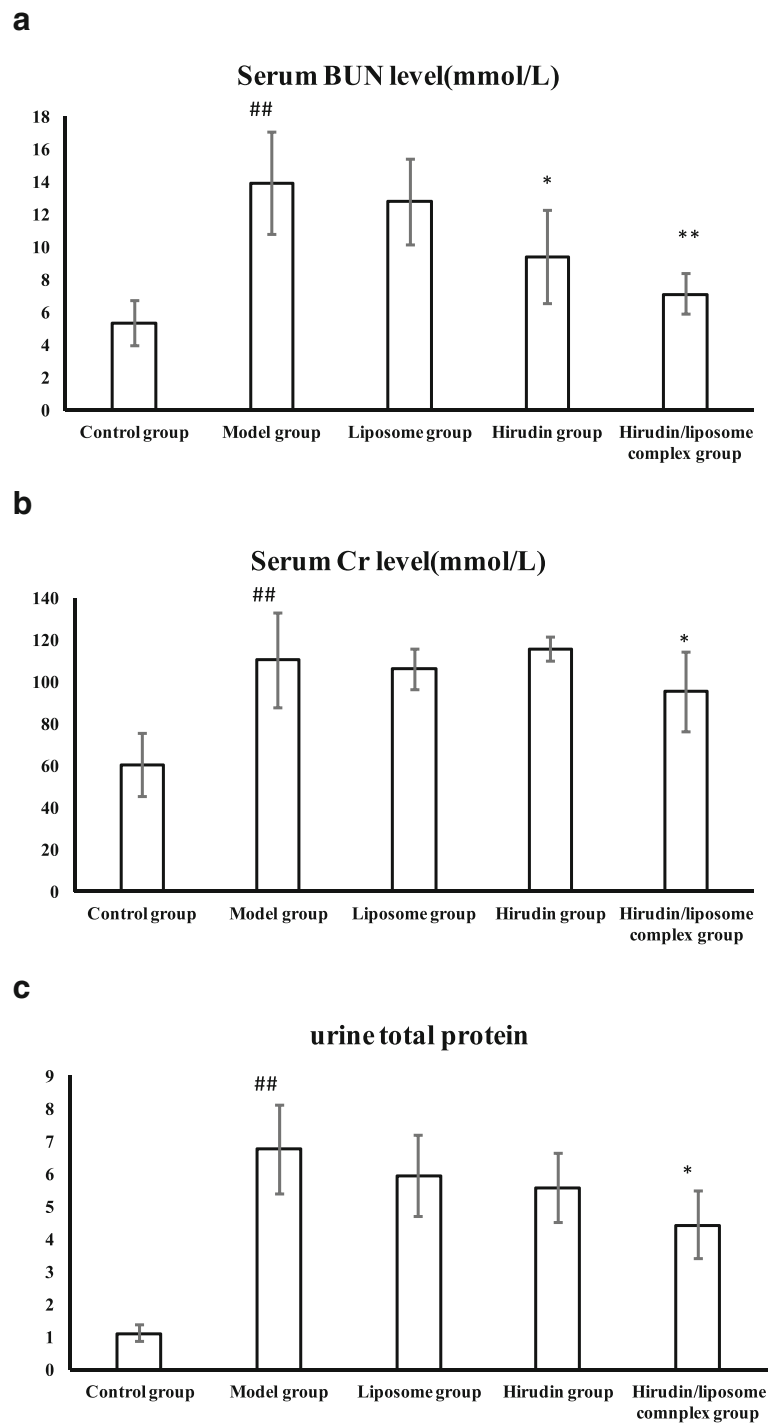 a
Serum BUN level(mmol/L)
##
18
16
14
12
10
8
6
4
2
0
*
**
Control group Model group Liposome group Hirudin group Hirudin/liposome
complex group
b
Serum Cr level(mmol/L)
##
140
120
100
80
60
40
20
0
*
Control group Model group Liposome group Hirudin group Hirudin/liposome
complex group
c
urine total protein
##
9
8
7
6
5
4
3
2
1
0
*
Control group Model group Liposome group Hirudin group Hirudin/liposome
comnplex group